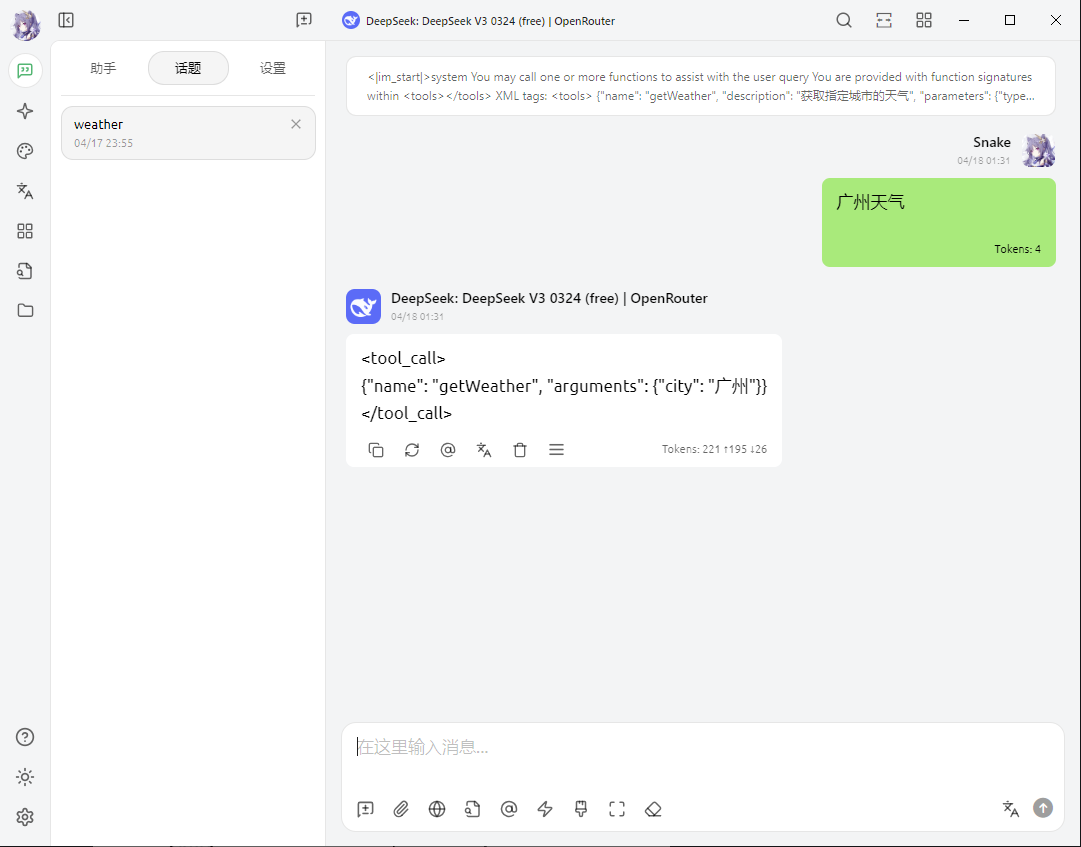 DeepSeek: DeepSeek V3 0324 (free) | OpenRouter
助手
话题
设置
weather
04/17 23:55
<|im_start|>system You may call one or more functions to assist with the user query You are provided with function signatures
within <tools></tools> XML tags: <tools> {"name": "getWeather", "description": "获取指定城市的天气", "parameters": {"type...
Snake
04/18 01:31
广州天气
Tokens: 4
DeepSeek: DeepSeek V3 0324 (free) | OpenRouter
04/18 01:31
<tool_call>
{"name": "getWeather", "arguments": {"city": "广州"}}
</tool_call>
Tokens: 221 ↑195 ↓26
在这里输入消息...